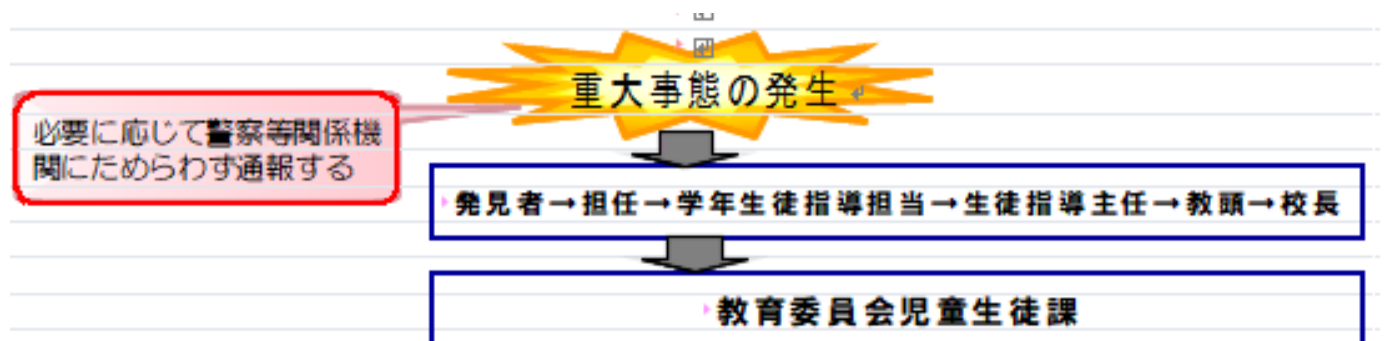 重大事態の発生
必要に応じて警察等関係機
関にためらわず通報する
発見者→担任→学年生徒指導担当→生徒指導主任→教頭→校長
教育委員会児童生徒課